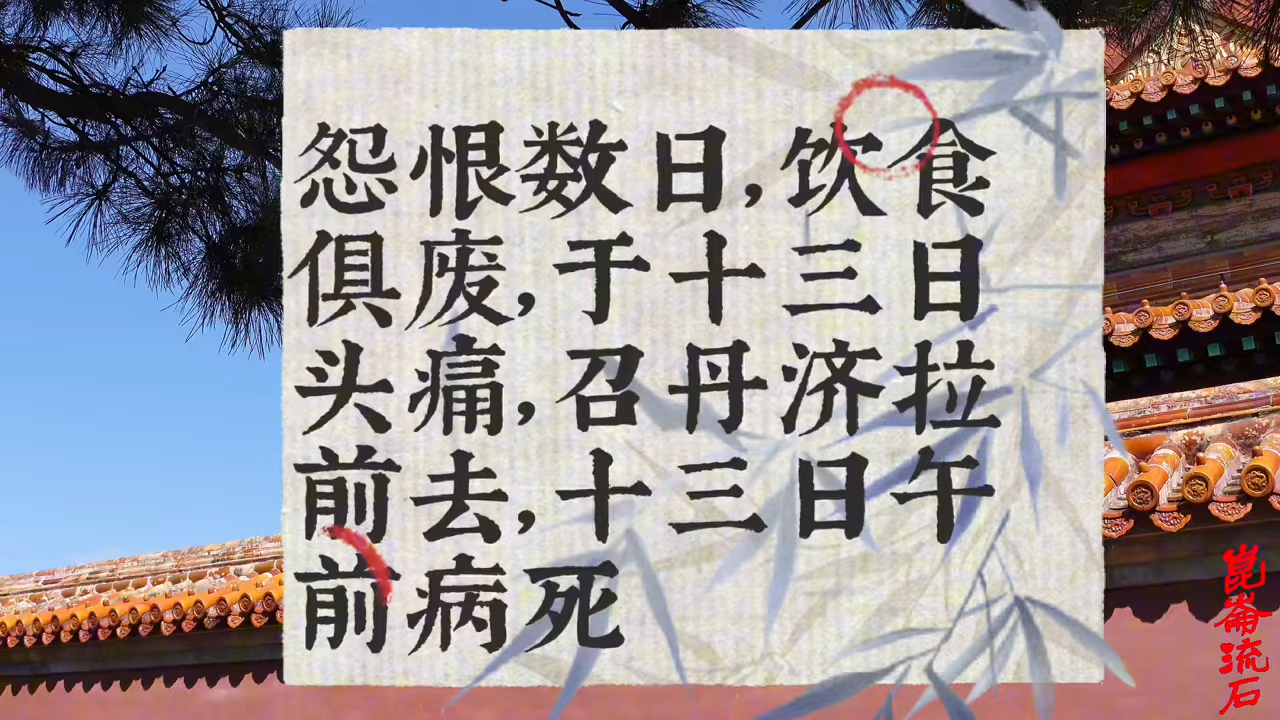 怨恨数日,饮食
俱废,于十三日
头痛,召丹济拉
前去,十三日午
前病死
崑崙流石